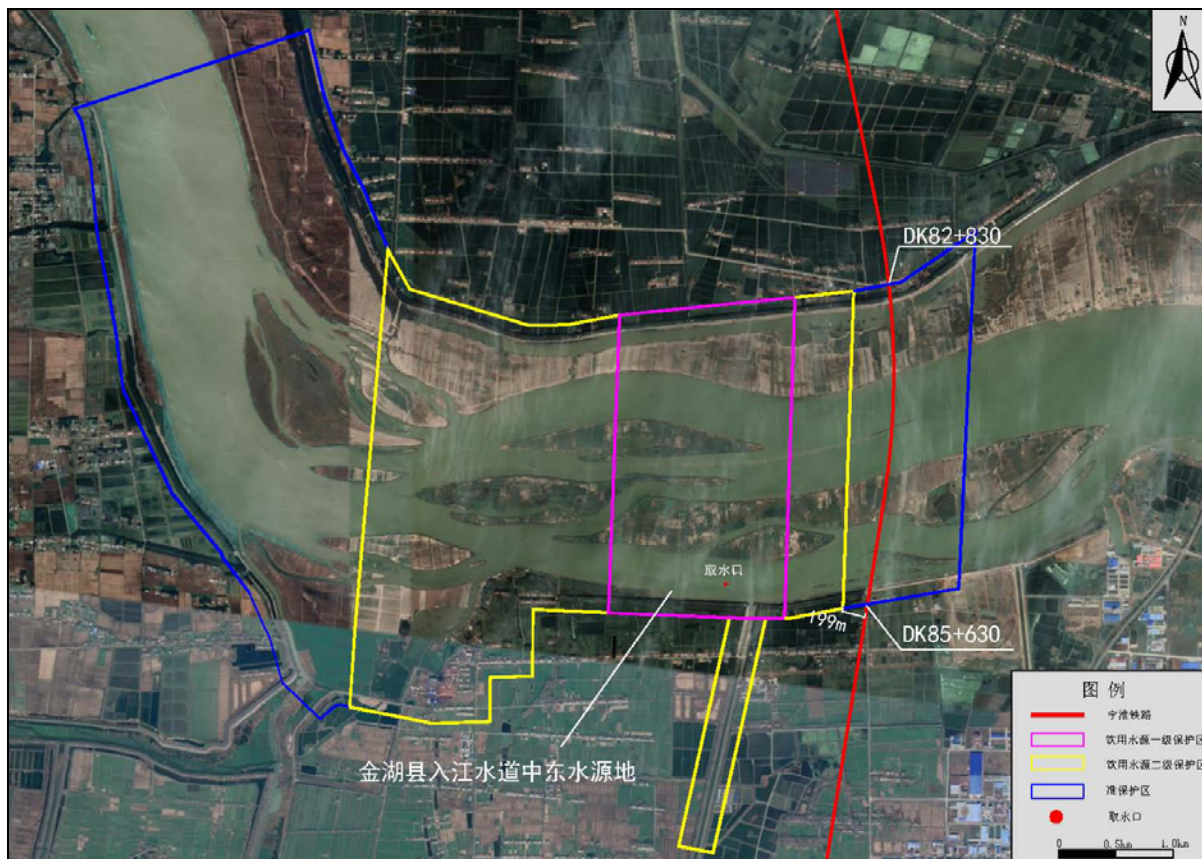 N
DK82+830
取水口
199m
DK85+630
金湖县入江水道中东水源地
图 例
宁淮铁路
饮用水源一级保护区
饮用水源二级保护区
准保护区
取水口
0 0.5km 1.0km